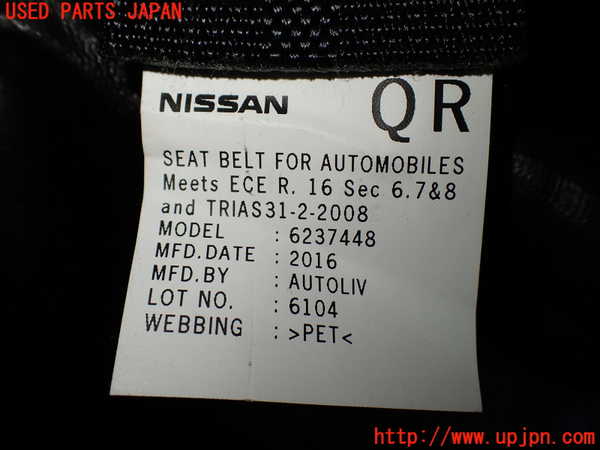 USED PARTS JAPAN
NISSAN QR
SEAT BELT FOR AUTOMOBILES
Meets ECE R. 16 Sec 6.7&8
and TRIAS31-2-2008
MODEL : 6237448
MFD.DATE : 2016
MFD.BY : AUTOLIV
LOT NO. : 6104
WEBBING : >PET<
http://www.upjpn.com/